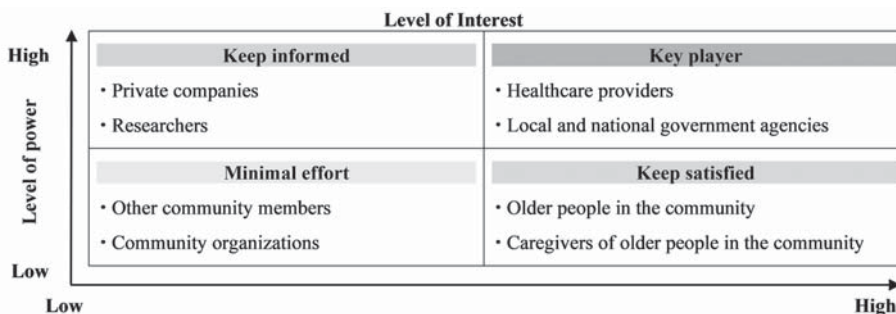 Level of Interest
High
Keep informed
Key player
· Private companies
· Healthcare providers
· Researchers
· Local and national government agencies
Level of power
Minimal effort
Keep satisfied
· Other community members
· Older people in the community
· Community organizations
· Caregivers of older people in the community
Low
Low
High